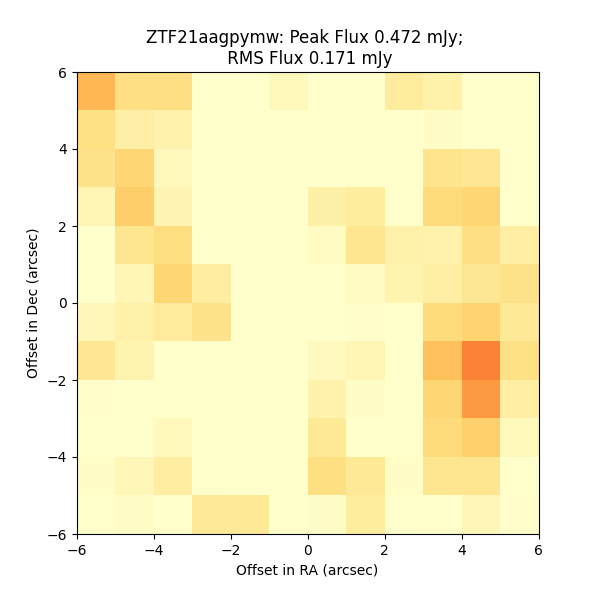 ZTF21aagpymw: Peak Flux 0.472 mJy;
RMS Flux 0.171 mJy
6
4
2
0
−2
−4
−6
Offset in Dec (arcsec)
−6 −4 −2 0 2 4 6
Offset in RA (arcsec)